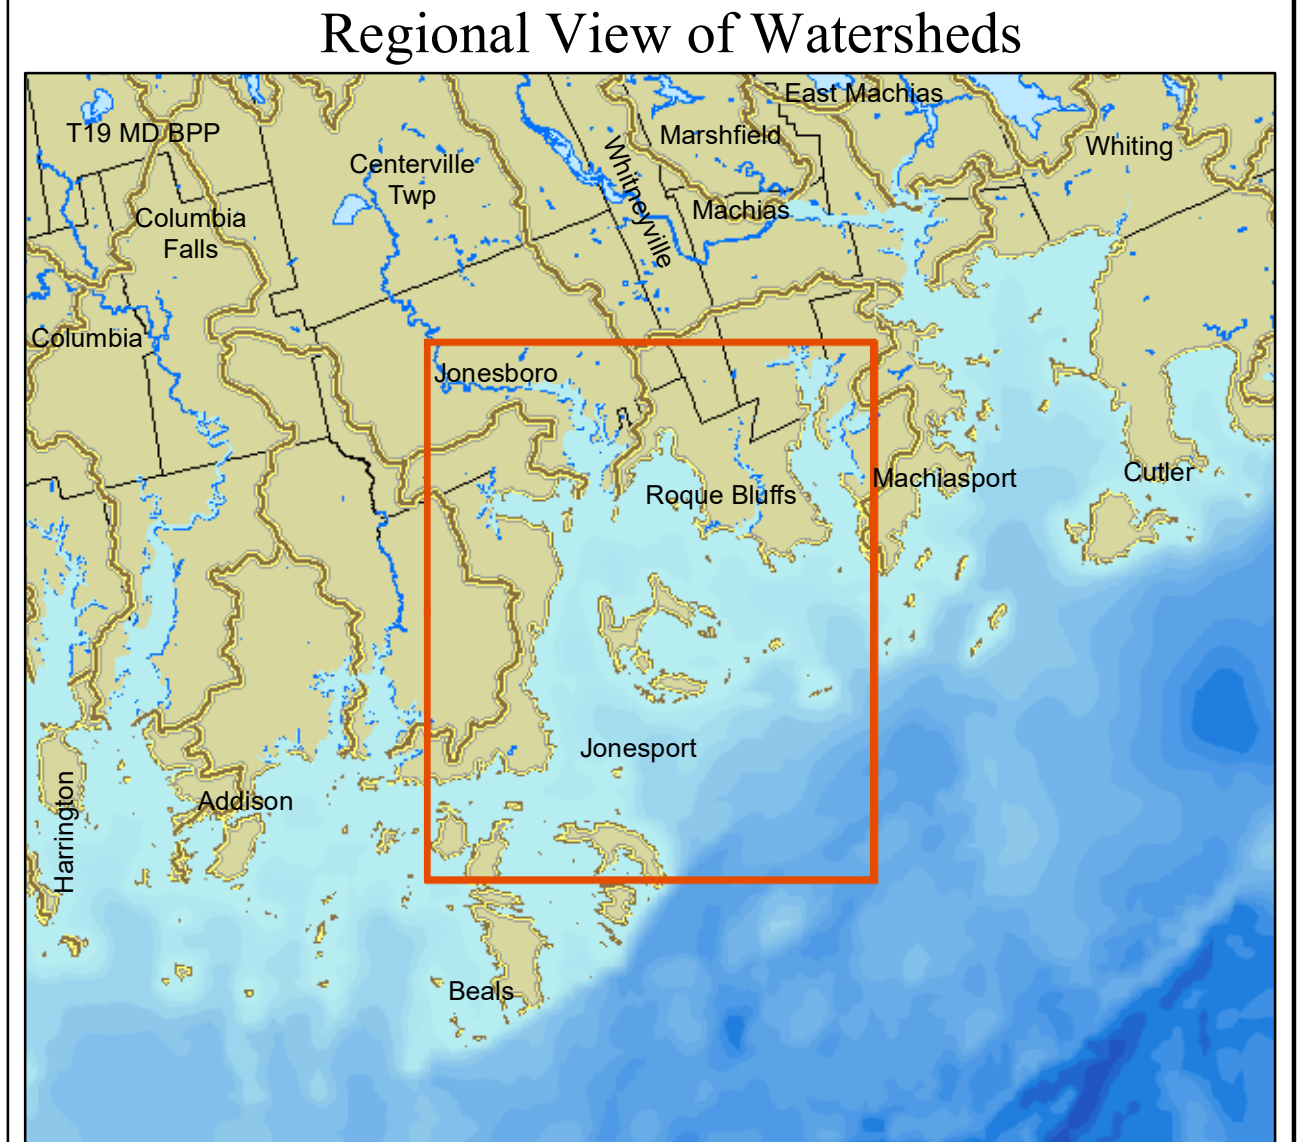 Regional View of Watersheds
East Machias
T19 MD BPP
Marshfield
Whiting
Centerville
Twp
Whitneyville
Columbia
Falls
Machias
Columbia
Jonesboro
Machiasport
Cutler
Roque Bluffs
Jonesport
Harrington
Addison
Beals